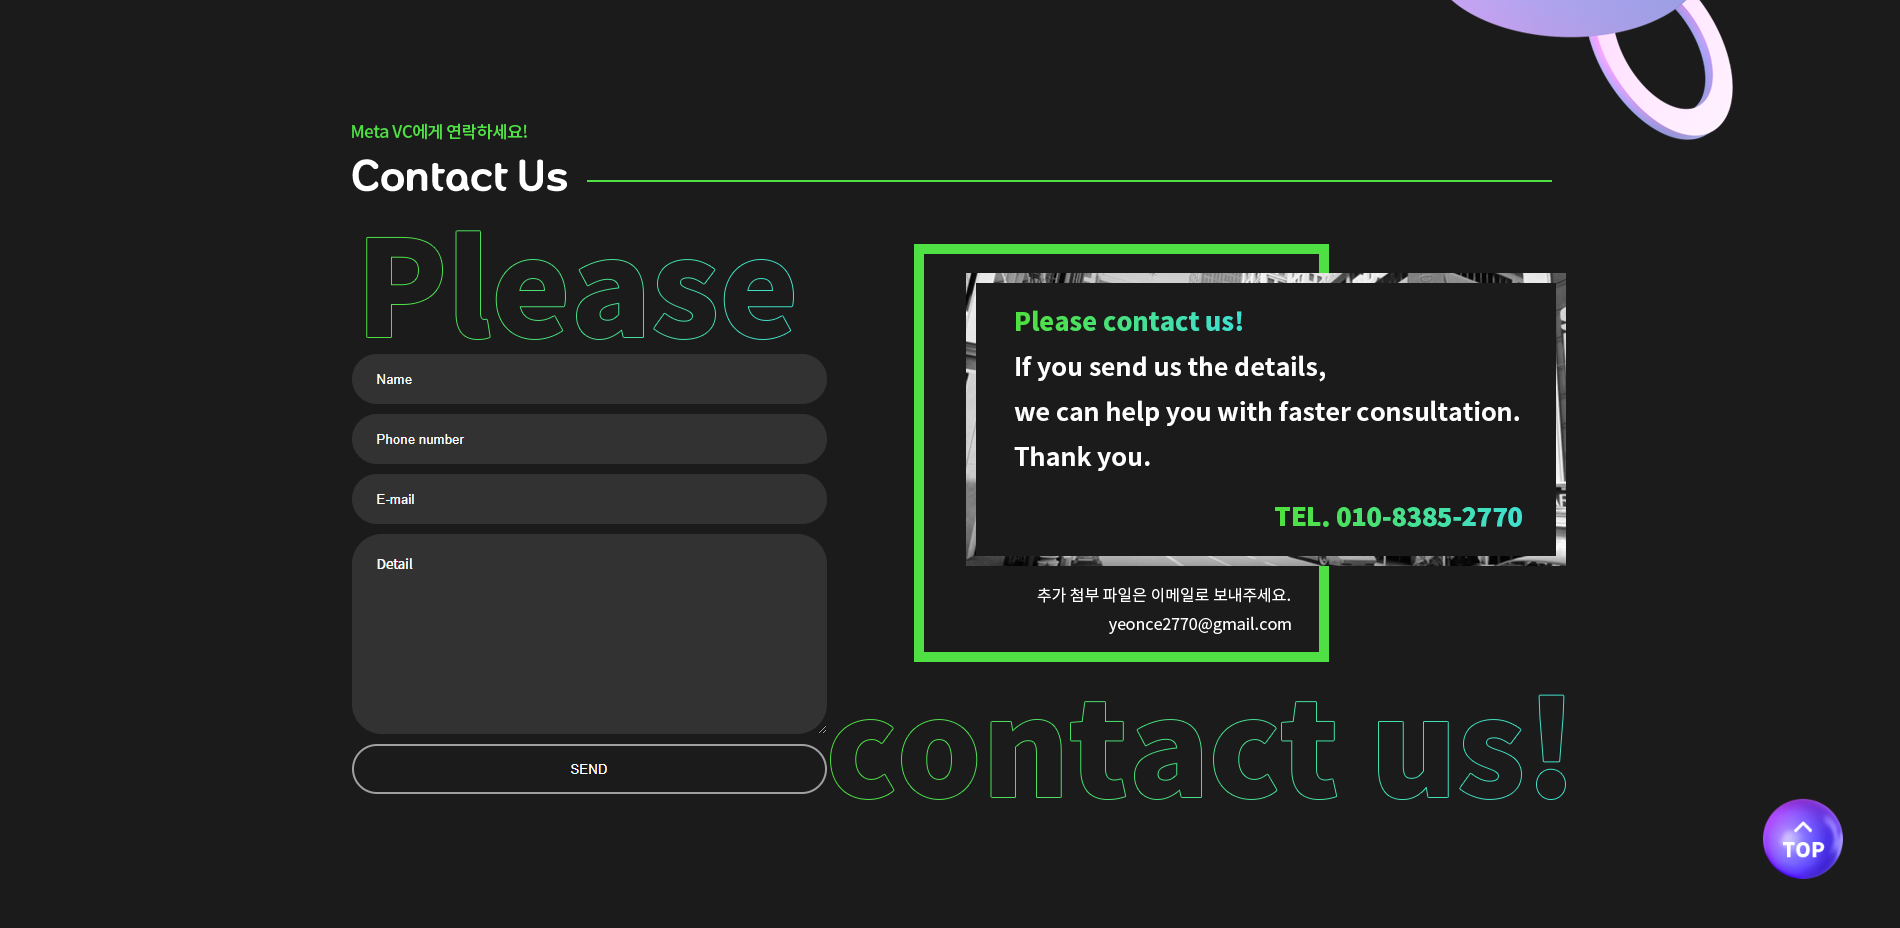 Meta VC에게 연락하세요!
Contact Us
Please
Name
Phone number
E-mail
Detail
SEND
Please contact us!
If you send us the details,
we can help you with faster consultation.
Thank you.
TEL. 010-8385-2770
추가 첨부 파일은 이메일로 보내주세요.
yeonce2770@gmail.com
contact us!
TOP